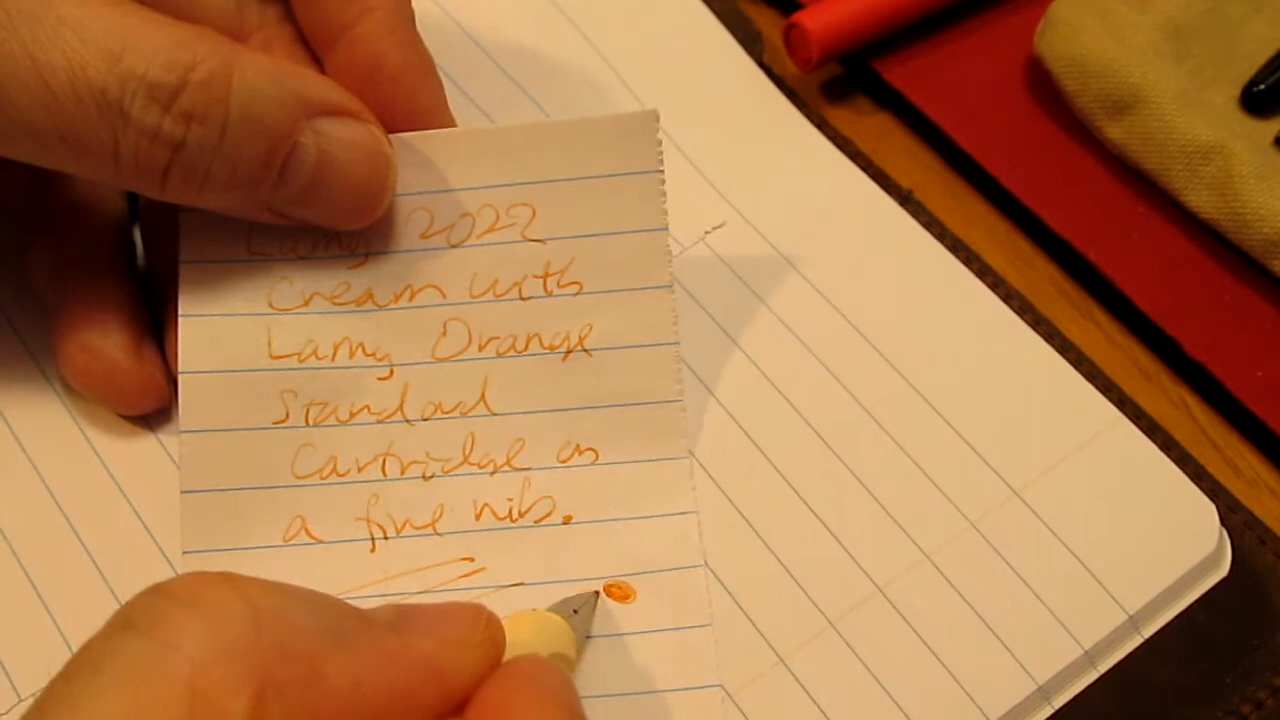 Lamy 2022
Cream with
Lamy Orange
Standard
Cartridge on
a fine nib.